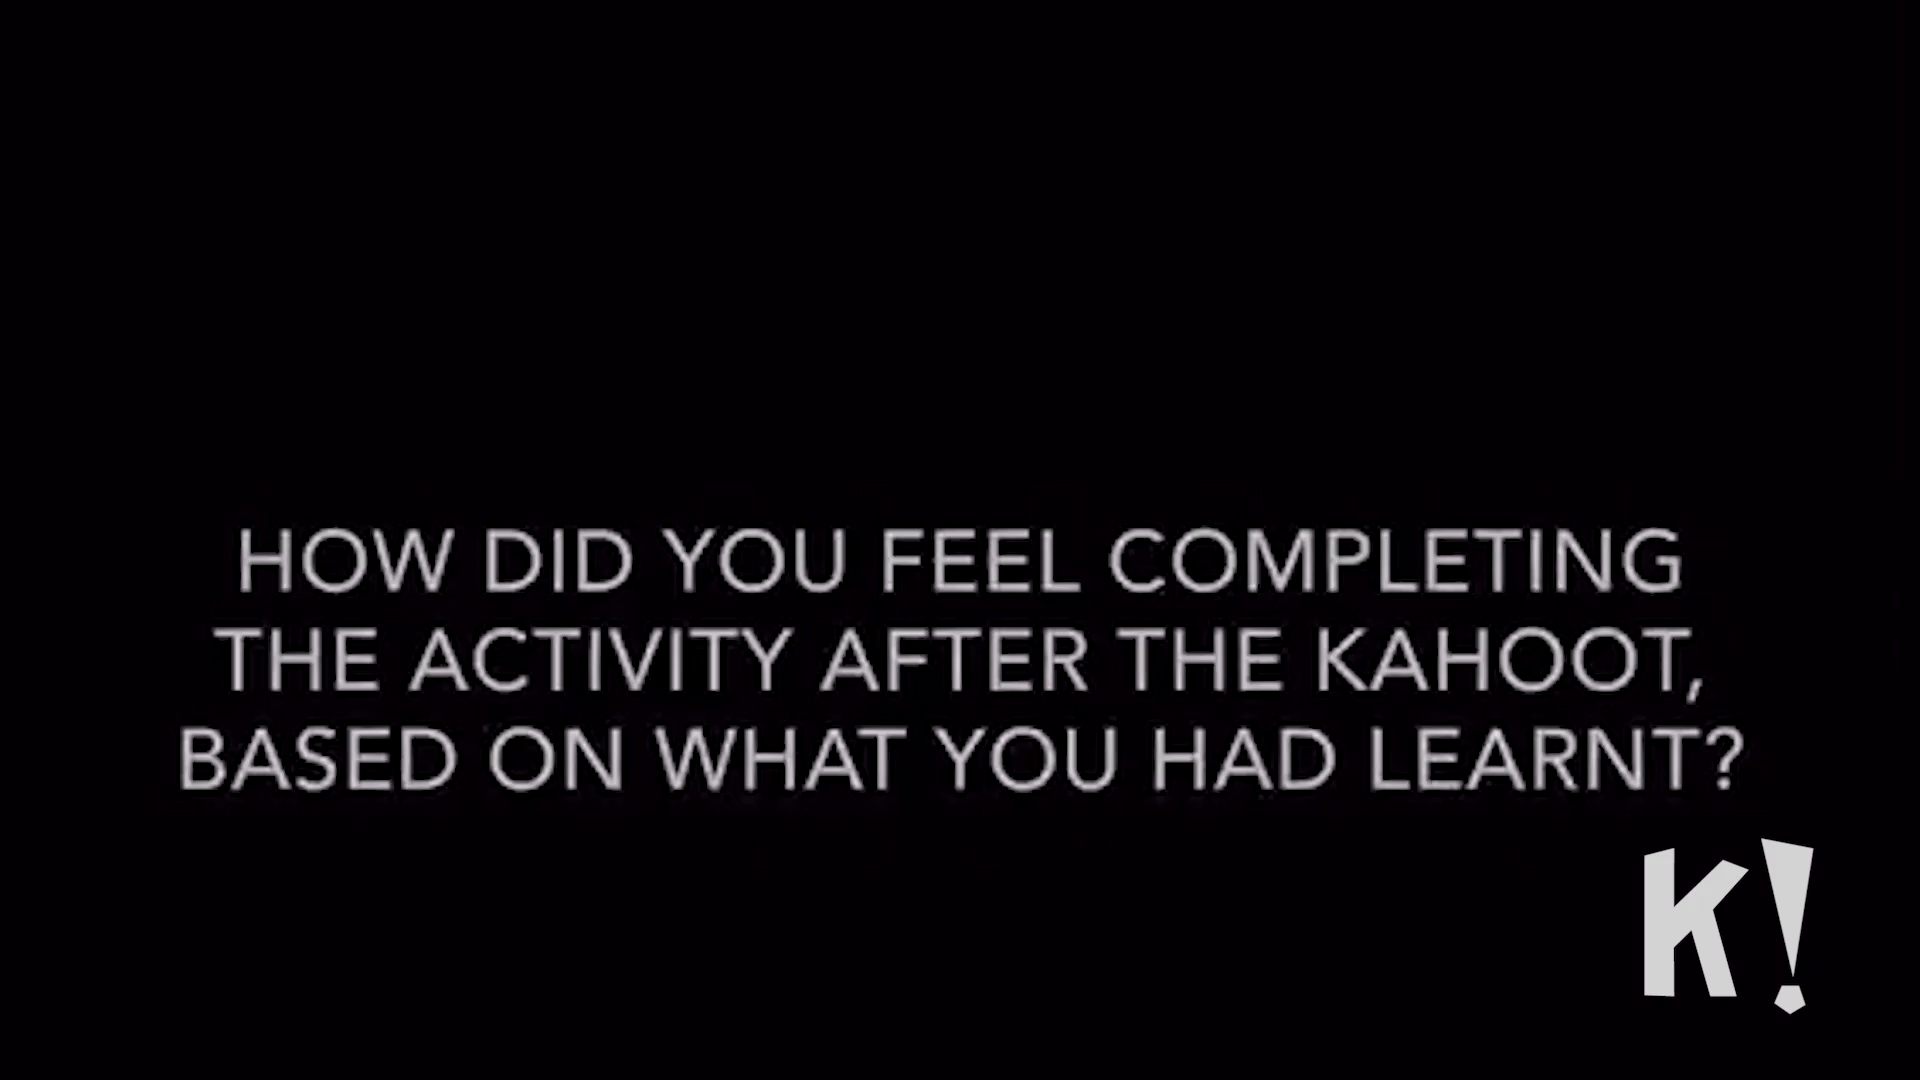 HOW DID YOU FEEL COMPLETING
THE ACTIVITY AFTER THE KAHOOT,
BASED ON WHAT YOU HAD LEARNT?
K!